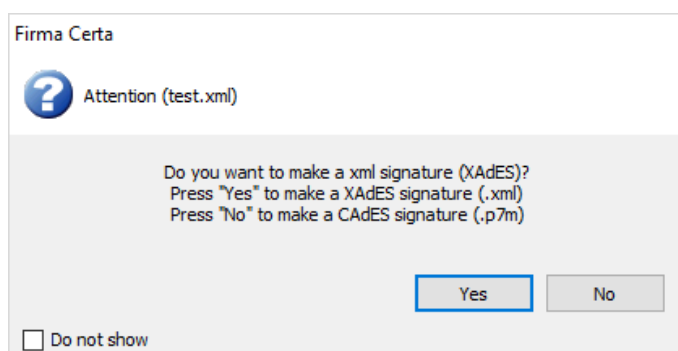 Firma Certa
Attention (test.xml)
Do you want to make a xml signature (XAdES)?
Press "Yes" to make a XAdES signature (.xml)
Press "No" to make a CAdES signature (.p7m)
Yes
No
Do not show